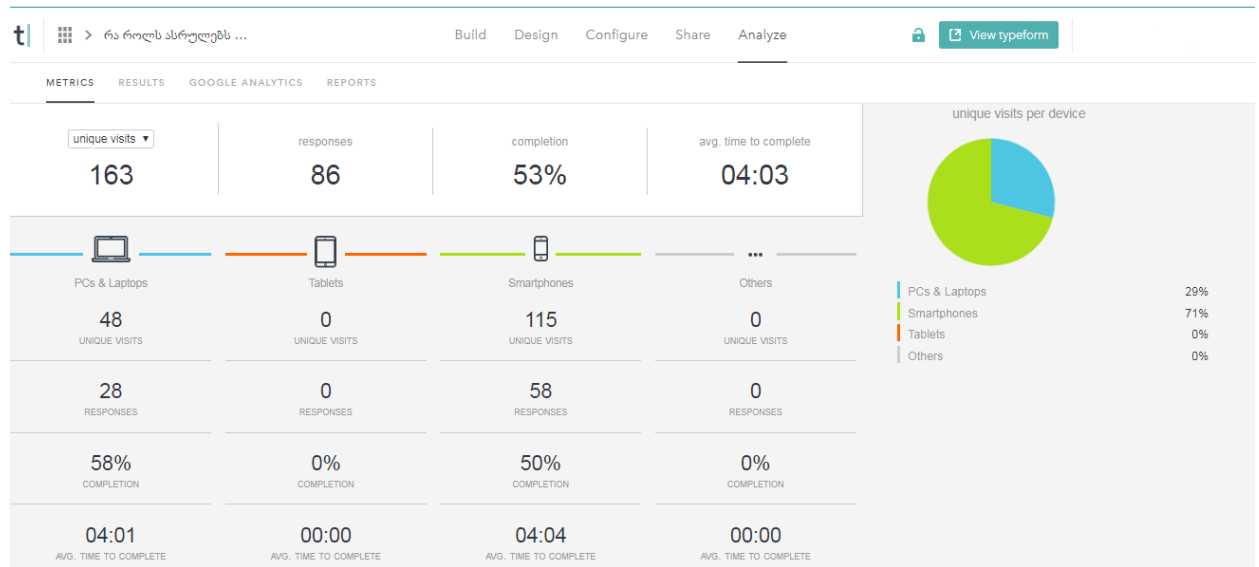 t|
> რა როლს ასრულებს ...
Build Design Configure Share Analyze
View typeform
METRICS RESULTS GOOGLE ANALYTICS REPORTS
unique visits ▼ responses completion avg. time to complete
163 86 53% 04:03
unique visits per device
PCs & Laptops Tablets Smartphones Others
48 0 115 0
UNIQUE VISITS UNIQUE VISITS UNIQUE VISITS UNIQUE VISITS
28 0 58 0
RESPONSES RESPONSES RESPONSES RESPONSES
58% 0% 50% 0%
COMPLETION COMPLETION COMPLETION COMPLETION
04:01 00:00 04:04 00:00
AVG. TIME TO COMPLETE AVG. TIME TO COMPLETE AVG. TIME TO COMPLETE AVG. TIME TO COMPLETE
PCs & Laptops 29%
Smartphones 71%
Tablets 0%
Others 0%